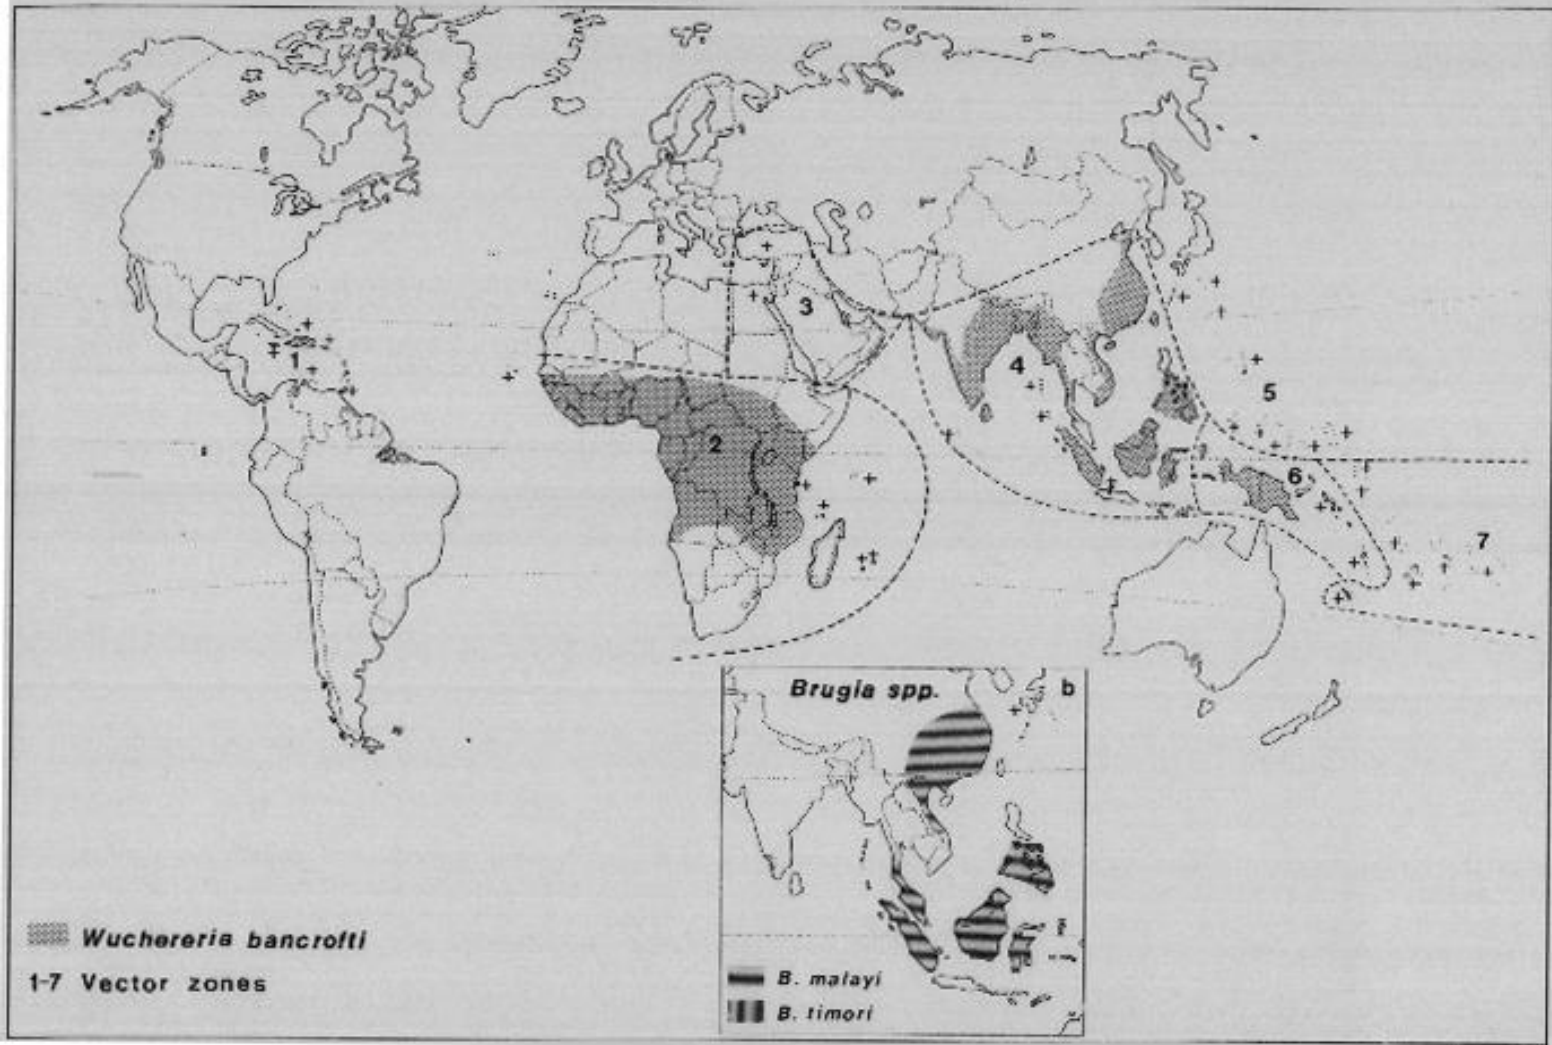 1
2
3
4
5
6
7
Brugia spp.
b
B. malayi
B. timori
Wuchereria bancrofti
1-7 Vector zones